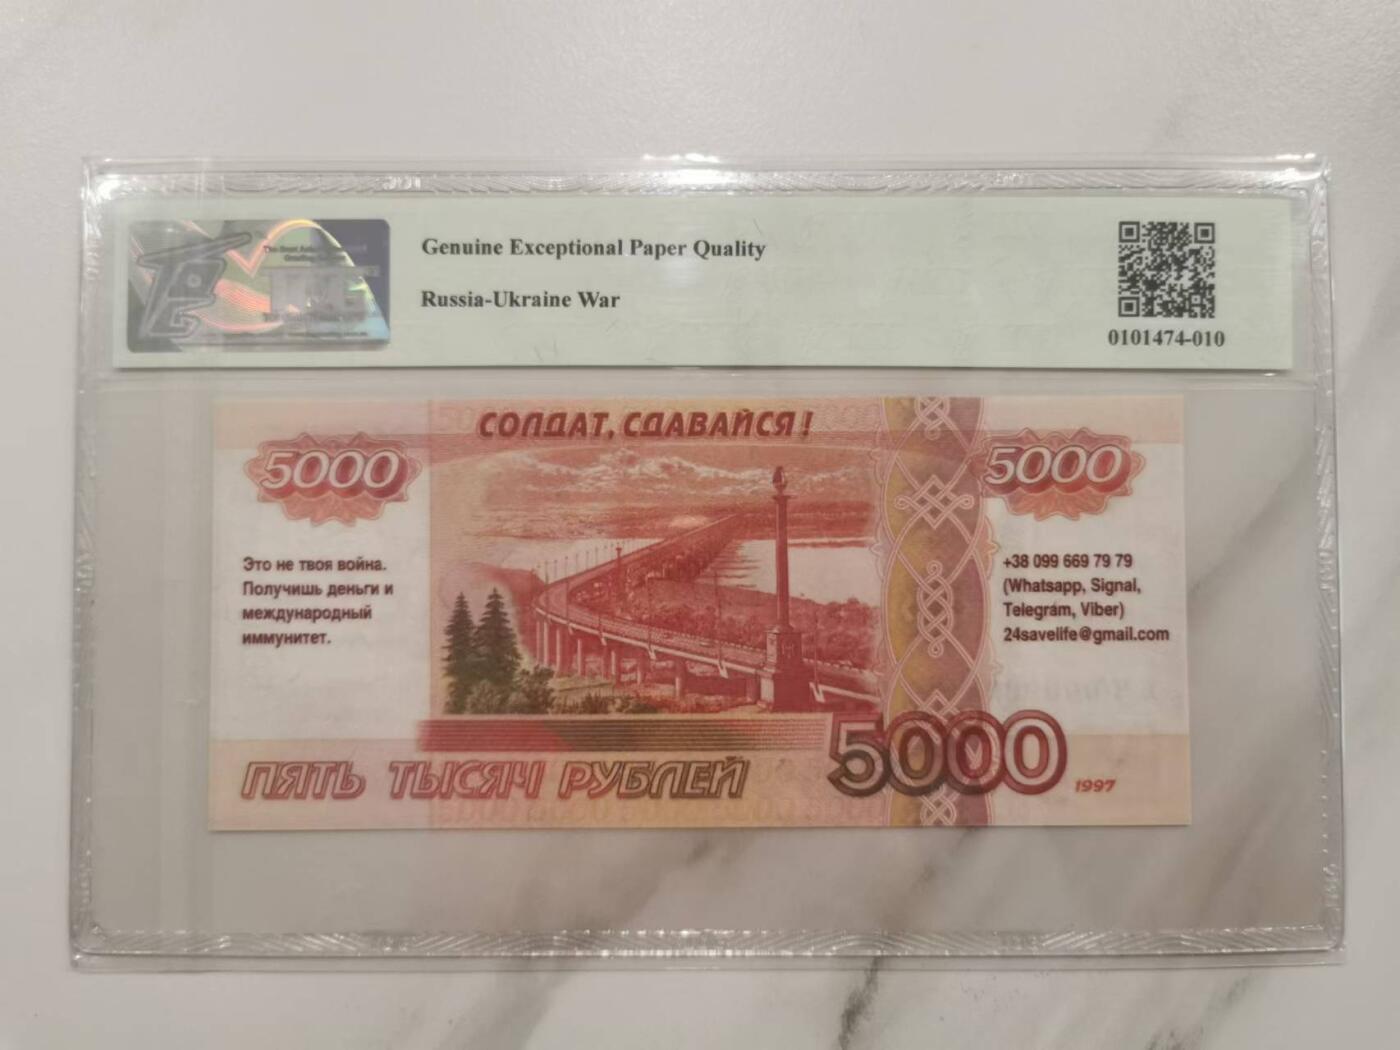 Genuine Exceptional Paper Quality
Russia-Ukraine War
0101474-010
СОЛДАТ, СДАВАЙСЯ!
5000
5000
Это не твоя война.
Получишь деньги и
международный
иммунитет.
+38 099 669 79 79
(Whatsapp, Signal,
Telegram, Viber)
24savelife@gmail.com
ПЯТЬ ТЫСЯЧ РУБЛЕЙ
5000
1997